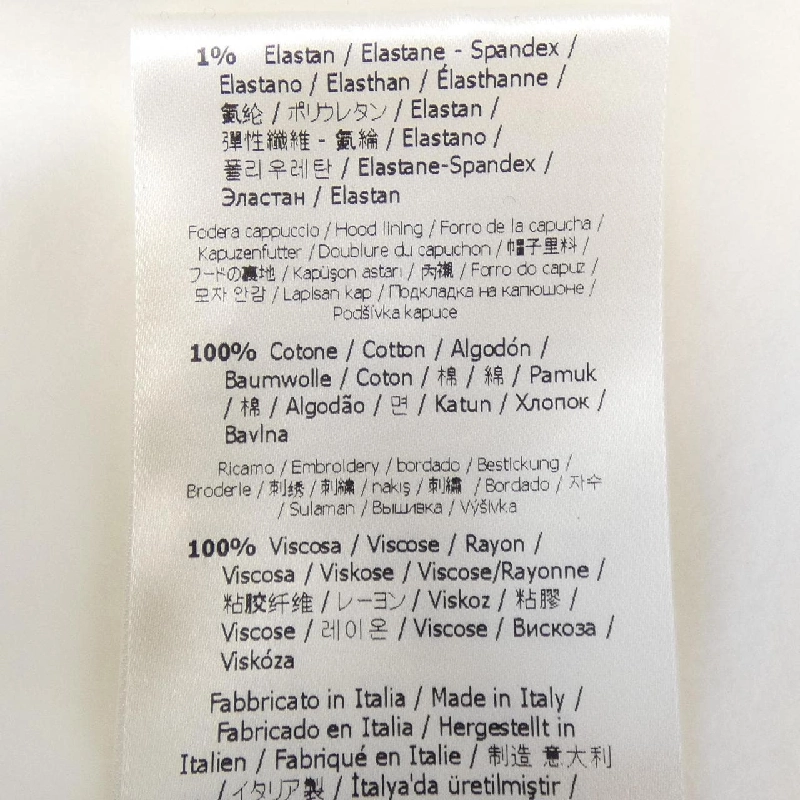 1% Elastan / Elastane - Spandex /
Elastano / Elasthan / Élasthanne /
氨纶 / ポリウレタン / Elastan /
彈性纖維 - 氨綸 / Elastano /
폴리우레탄 / Elastane-Spandex /
Эластан / Elastan
Fodera cappuccio / Hood lining / Forro de la capucha /
Kapuzenfutter / Doublure du capuchon / 帽子里料 /
フードの裏地 / Kapüşon astarı / 內襯 / Forro do capuz /
모자 안감 / Lapisan kap / Подкладка на капюшоне /
Podšívka kapuce
100% Cotone / Cotton / Algodón /
Baumwolle / Coton / 棉 / 綿 / Pamuk
/ 棉 / Algodão / 면 / Katun / Хлопок /
Bavlna
Ricamo / Embroidery / bordado / Bestickung /
Broderie / 刺绣 / 刺繍 / nakış / 刺繡 / Bordado / 자수
/ Sulaman / Вышивка / Výšivka
100% Viscosa / Viscose / Rayon /
Viscosa / Viskose / Viscose/Rayonne /
粘胶纤维 / レーヨン / Viskoz / 粘膠 /
Viscose / 레이온 / Viscose / Вискоза /
Viskóza
Fabbricato in Italia / Made in Italy /
Fabricado en Italia / Hergestellt in
Italien / Fabriqué en Italie / 制造 意大利
/ イタリア製 / İtalya'da üretilmiştir /